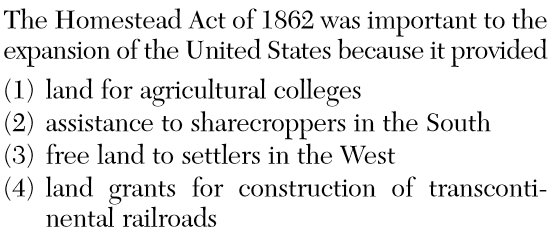 The Homestead Act of 1862 was important to the
expansion of the United States because it provided
(1) land for agricultural colleges
(2) assistance to sharecroppers in the South
(3) free land to settlers in the West
(4) land grants for construction of transconti-
nental railroads